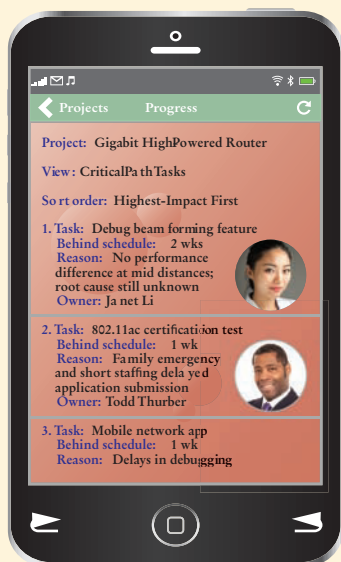 Projects Progress
Project: Gigabit HighPowered Router
View: CriticalPathTasks
Sort order: Highest-Impact First
1. Task: Debug beam forming feature
Behind schedule: 2 wks
Reason: No performance
difference at mid distances;
root cause still unknown
Owner: Janet Li
2. Task: 802.11ac certification test
Behind schedule: 1 wk
Reason: Family emergency
and short staffing delayed
application submission
Owner: Todd Thurber
3. Task: Mobile network app
Behind schedule: 1 wk
Reason: Delays in debugging